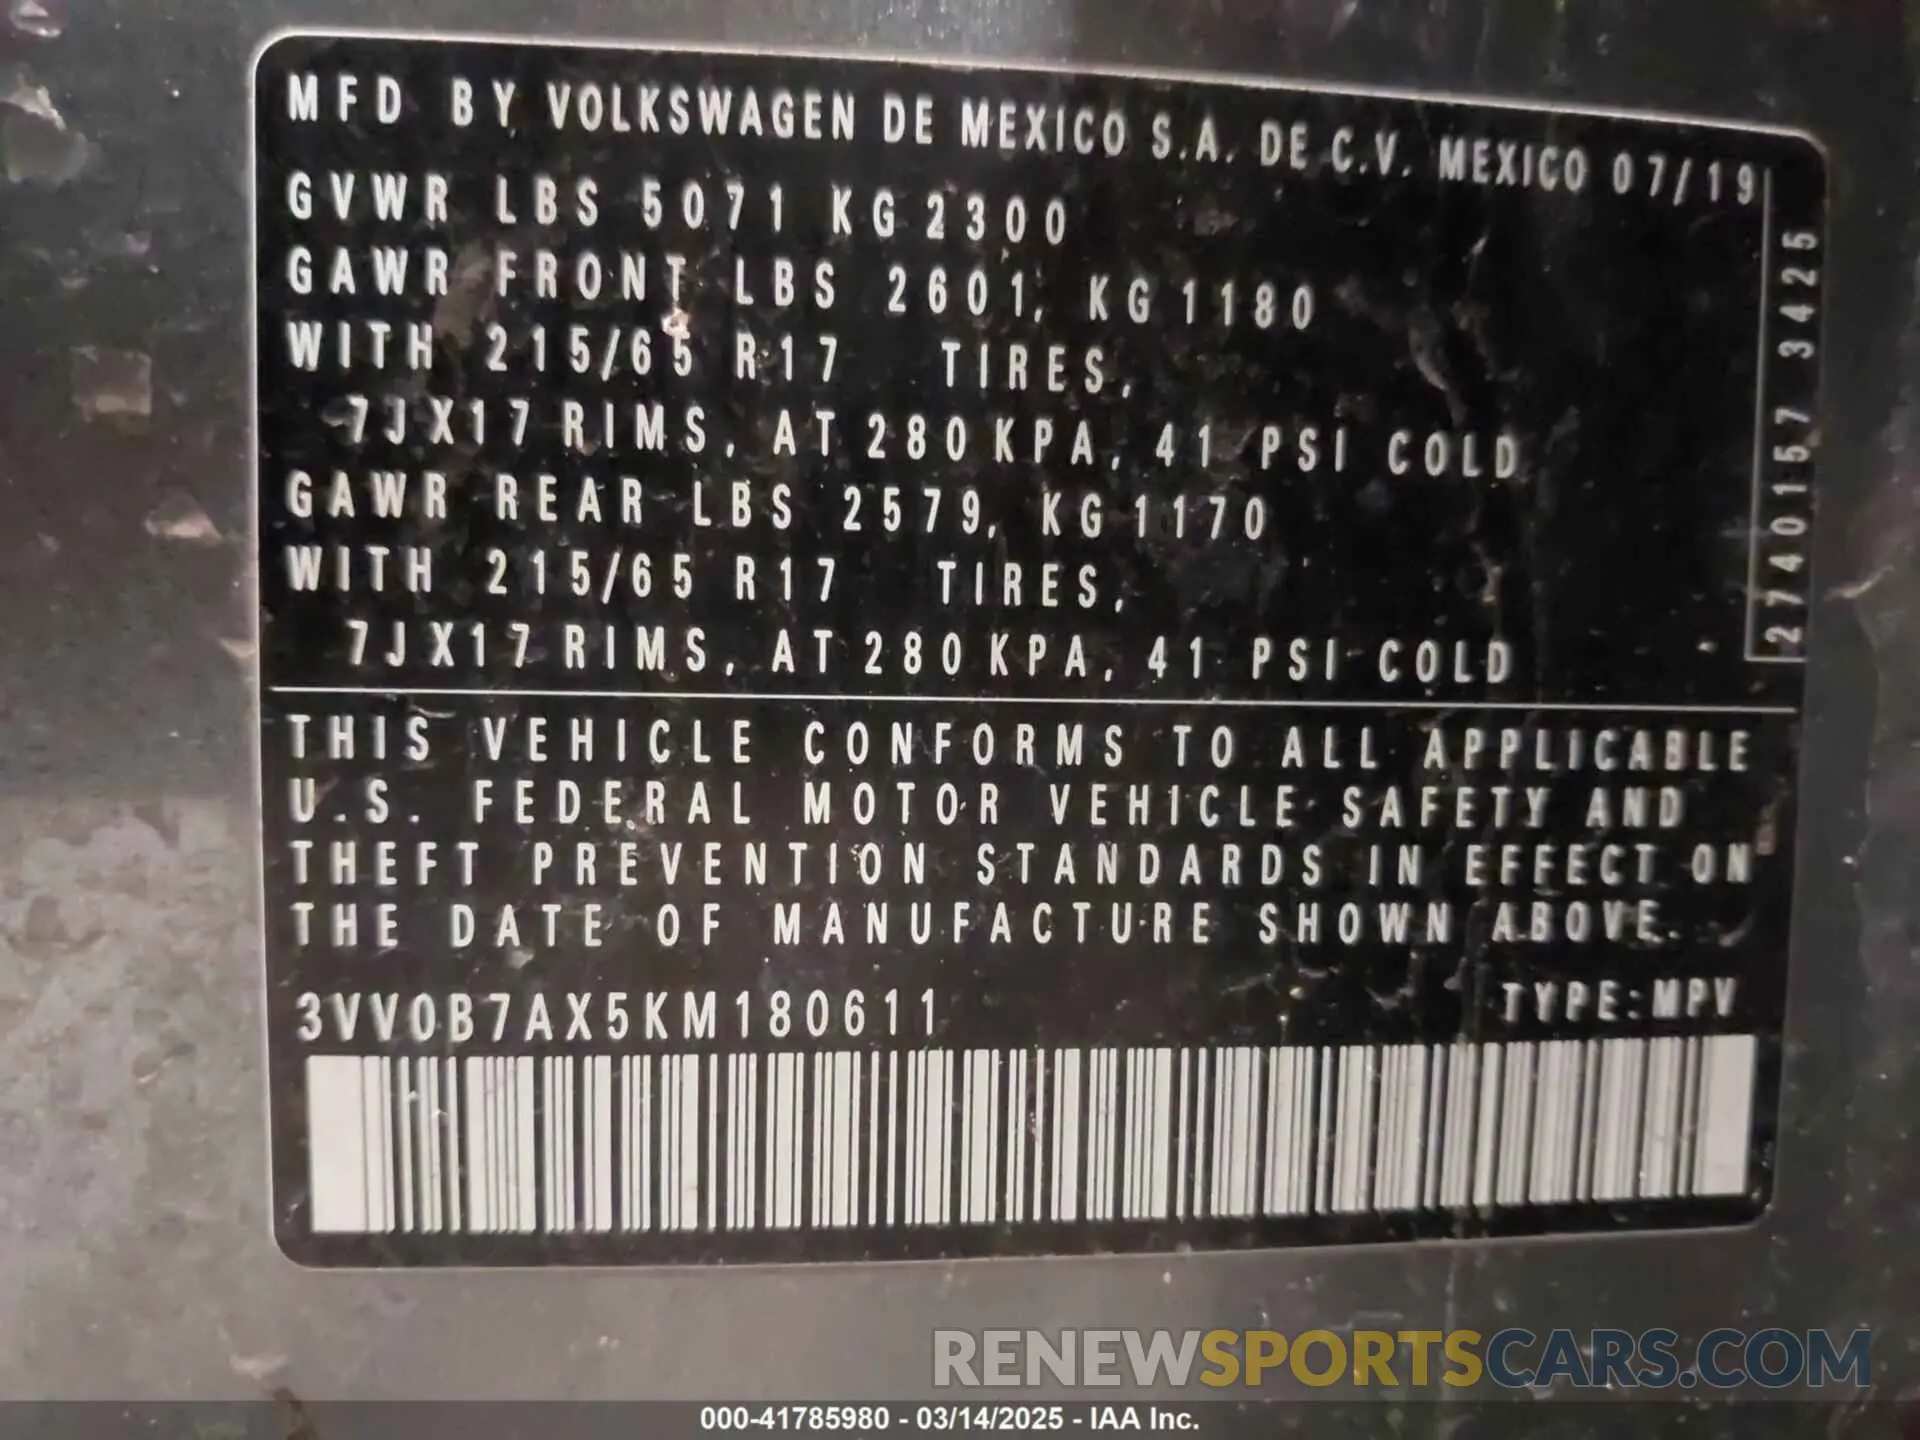 MFD BY VOLKSWAGEN DE MEXICO S.A. DE C.V. MEXICO 07/19
GVWR LBS 5071 KG 2300
GAWR FRONT LBS 2601, KG 1180
WITH 215/65 R17 TIRES,
7JX17 RIMS, AT 280 KPA, 41 PSI COLD
GAWR REAR LBS 2579, KG 1170
WITH 215/65 R17 TIRES,
7JX17 RIMS, AT 280 KPA, 41 PSI COLD
2740157 3425
THIS VEHICLE CONFORMS TO ALL APPLICABLE
U.S. FEDERAL MOTOR VEHICLE SAFETY AND
THEFT PREVENTION STANDARDS IN EFFECT ON
THE DATE OF MANUFACTURE SHOWN ABOVE.
3VV0B7AX5KM180611 TYPE:MPV
RENEWSPORTSCARS.COM
000-41785980 - 03/14/2025 - IAA Inc.